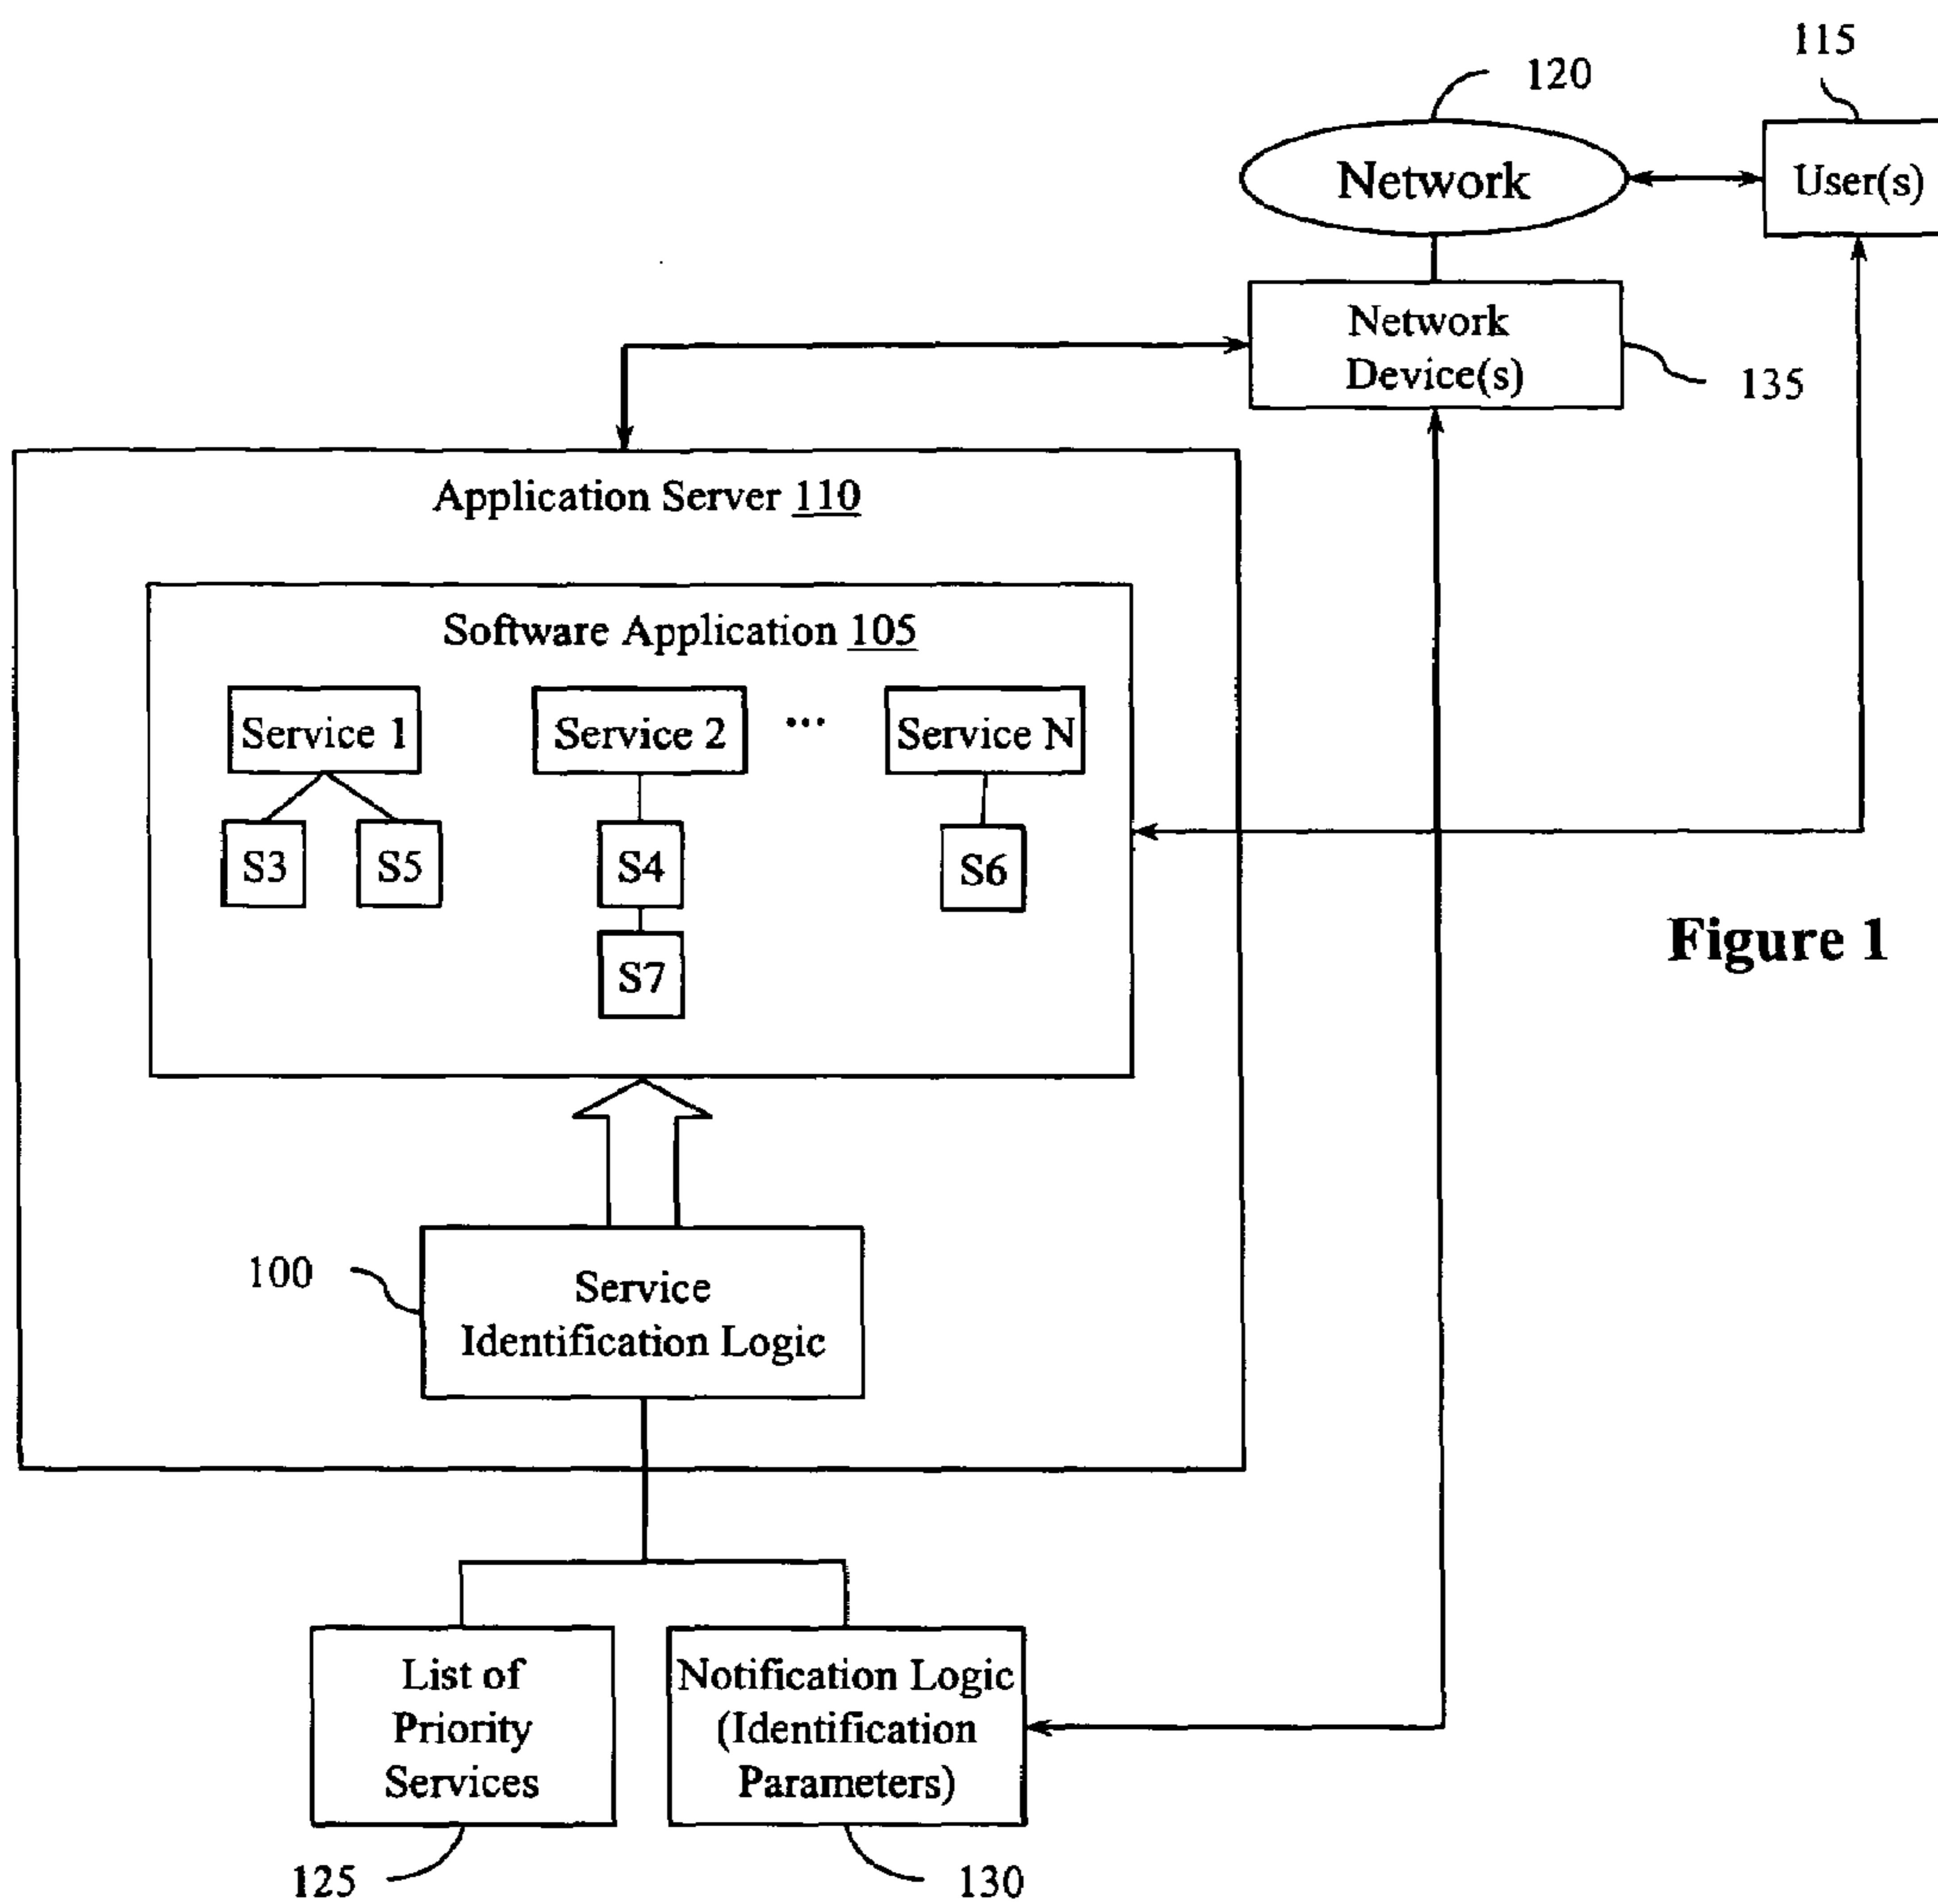 115
120
Network
User(s)
Network
Device(s)
135
Application Server 110
Software Application 105
Service 1
Service 2
...
Service N
S3
S5
S4
S6
S7
Figure 1
100
Service
Identification Logic
List of
Priority
Services
Notification Logic
(Identification
Parameters)
125
130